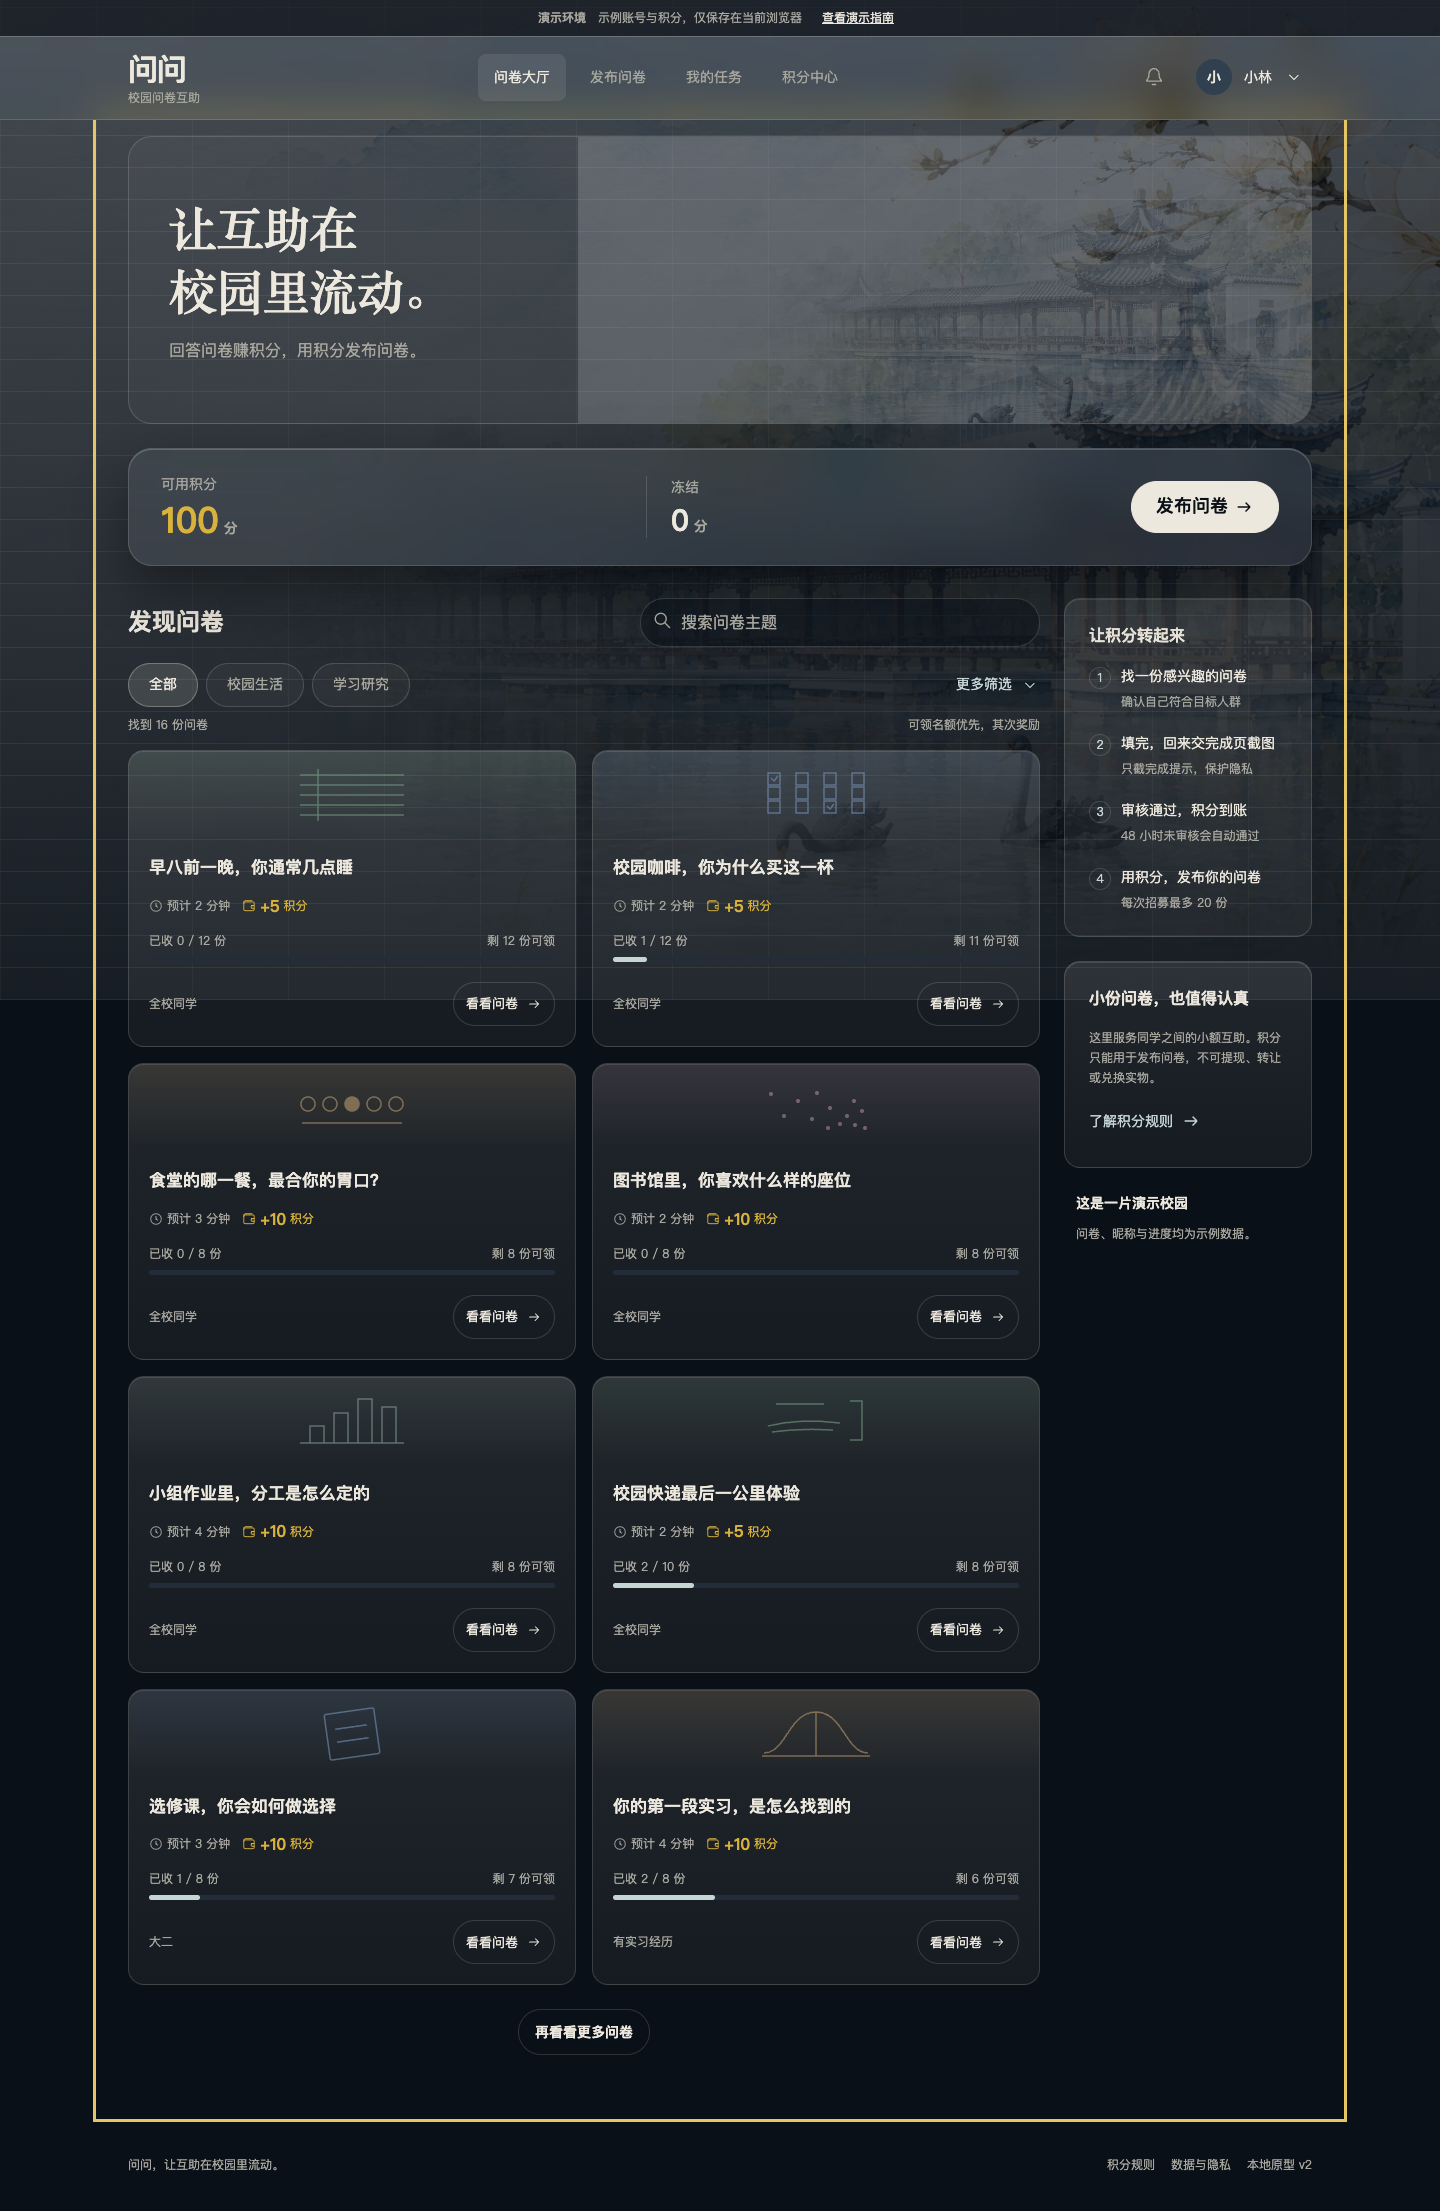 演示环境 示例账号与积分，仅保存在当前浏览器 查看演示指南
问问
校园问卷互助
问卷大厅 发布问卷 我的任务 积分中心
小 小林
让互助在
校园里流动。
回答问卷赚积分，用积分发布问卷。
可用积分
100 分
冻结
0 分
发布问卷 →
发现问卷
搜索问卷主题
全部 校园生活 学习研究
更多筛选
找到 16 份问卷
可领名额优先，其次奖励
早八前一晚，你通常几点睡
预计 2 分钟 +5 积分
已收 0 / 12 份 剩 12 份可领
全校同学 看看问卷 →
校园咖啡，你为什么买这一杯
预计 2 分钟 +5 积分
已收 1 / 12 份 剩 11 份可领
全校同学 看看问卷 →
食堂的哪一餐，最合你的胃口？
预计 3 分钟 +10 积分
已收 0 / 8 份 剩 8 份可领
全校同学 看看问卷 →
图书馆里，你喜欢什么样的座位
预计 2 分钟 +10 积分
已收 0 / 8 份 剩 8 份可领
全校同学 看看问卷 →
小组作业里，分工是怎么定的
预计 4 分钟 +10 积分
已收 0 / 8 份 剩 8 份可领
全校同学 看看问卷 →
校园快递最后一公里体验
预计 2 分钟 +5 积分
已收 2 / 10 份 剩 8 份可领
全校同学 看看问卷 →
选修课，你会如何做选择
预计 3 分钟 +10 积分
已收 1 / 8 份 剩 7 份可领
大二 看看问卷 →
你的第一段实习，是怎么找到的
预计 4 分钟 +10 积分
已收 2 / 8 份 剩 6 份可领
有实习经历 看看问卷 →
再看看更多问卷
让积分转起来
1 找一份感兴趣的问卷
确认自己符合目标人群
2 填完，回来交完成页截图
只截完成提示，保护隐私
3 审核通过，积分到账
48 小时未审核会自动通过
4 用积分，发布你的问卷
每次招募最多 20 份
小份问卷，也值得认真
这里服务同学之间的小额互助。积分
只能用于发布问卷，不可提现、转让
或兑换实物。
了解积分规则 →
这是一片演示校园
问卷、昵称与进度均为示例数据。
问问，让互助在校园里流动。
积分规则 数据与隐私 本地原型 v2